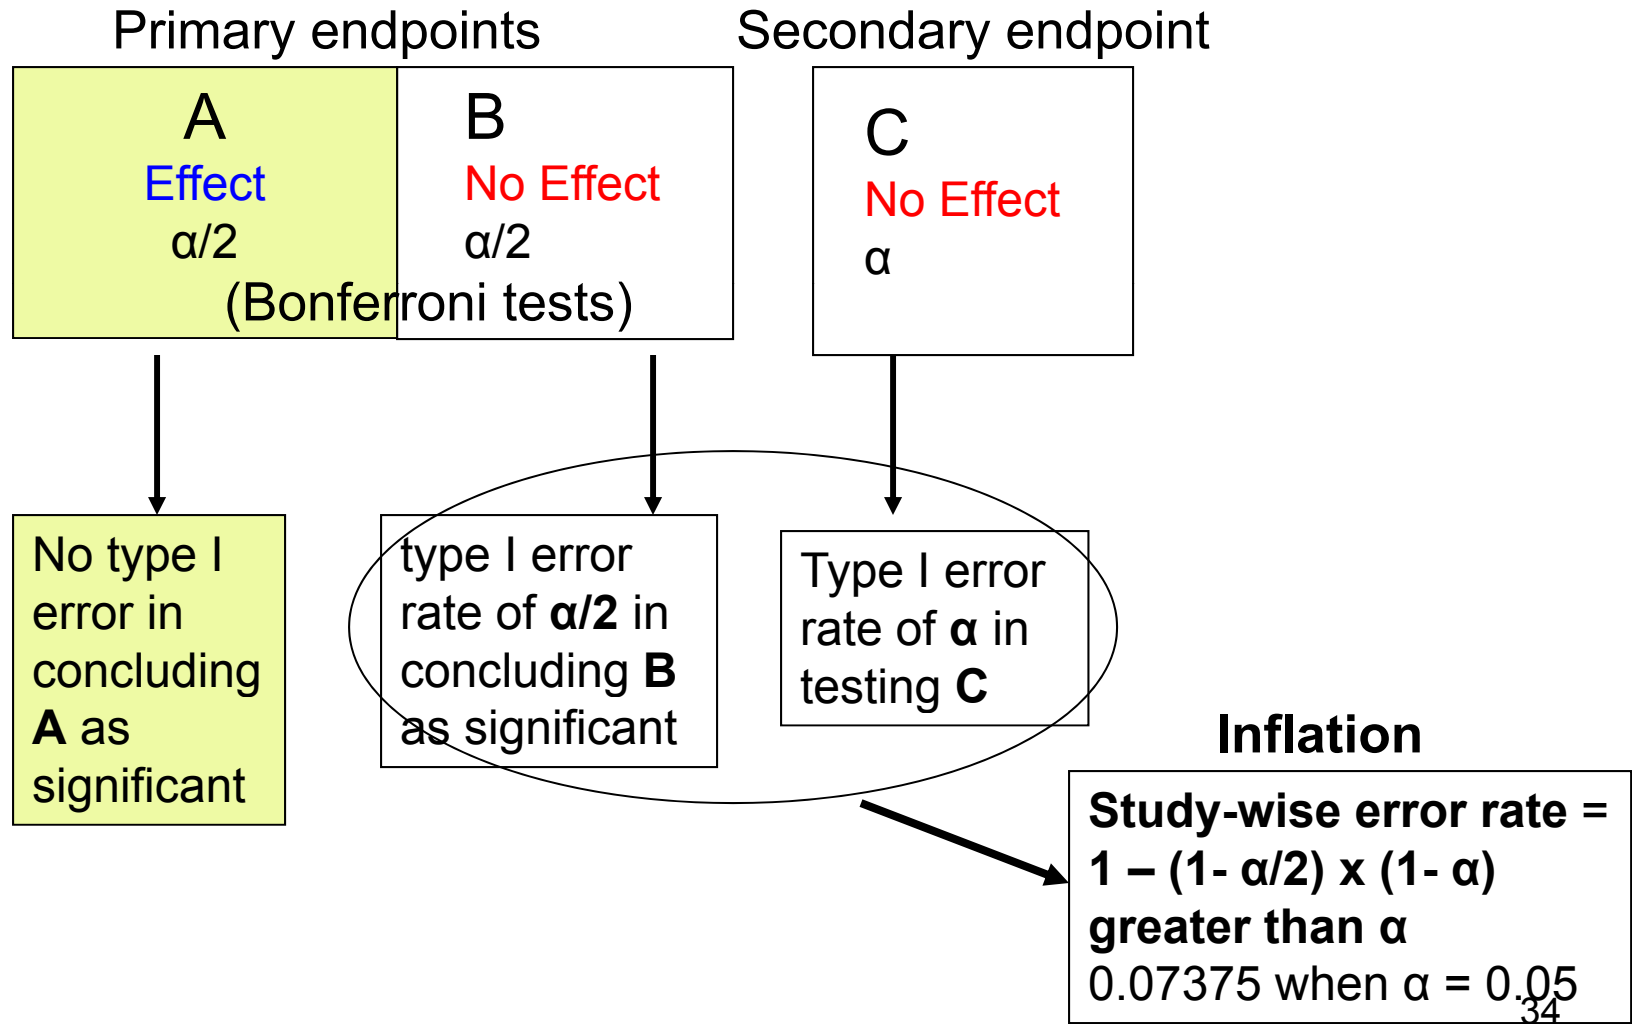 Primary endpoints
Secondary endpoint
A
Effect
α/2
B
No Effect
α/2
(Bonferroni tests)
C
No Effect
α
No type I
error in
concluding
A as
significant
type I error
rate of α/2 in
concluding B
as significant
Type I error
rate of α in
testing C
Inflation
Study-wise error rate =
1 – (1- α/2) x (1- α)
greater than α
0.07375 when α = 0.05
34